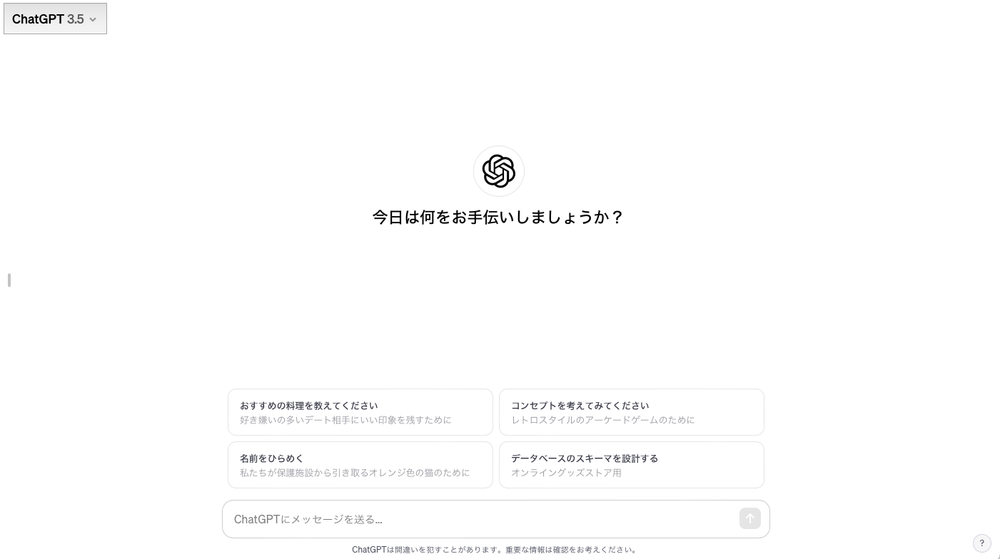 ChatGPT 3.5
今日は何をお手伝いしましょうか？
おすすめの料理を教えてください
好き嫌いの多いデート相手にいい印象を残すために
コンセプトを考えてみてください
レトロスタイルのアーケードゲームのために
名前をひらめく
私たちが保護施設から引き取るオレンジ色の猫のために
データベースのスキーマを設計する
オンライングッズストア用
ChatGPTにメッセージを送る...
ChatGPTは間違いを犯すことがあります。重要な情報は確認をお考えください。
?